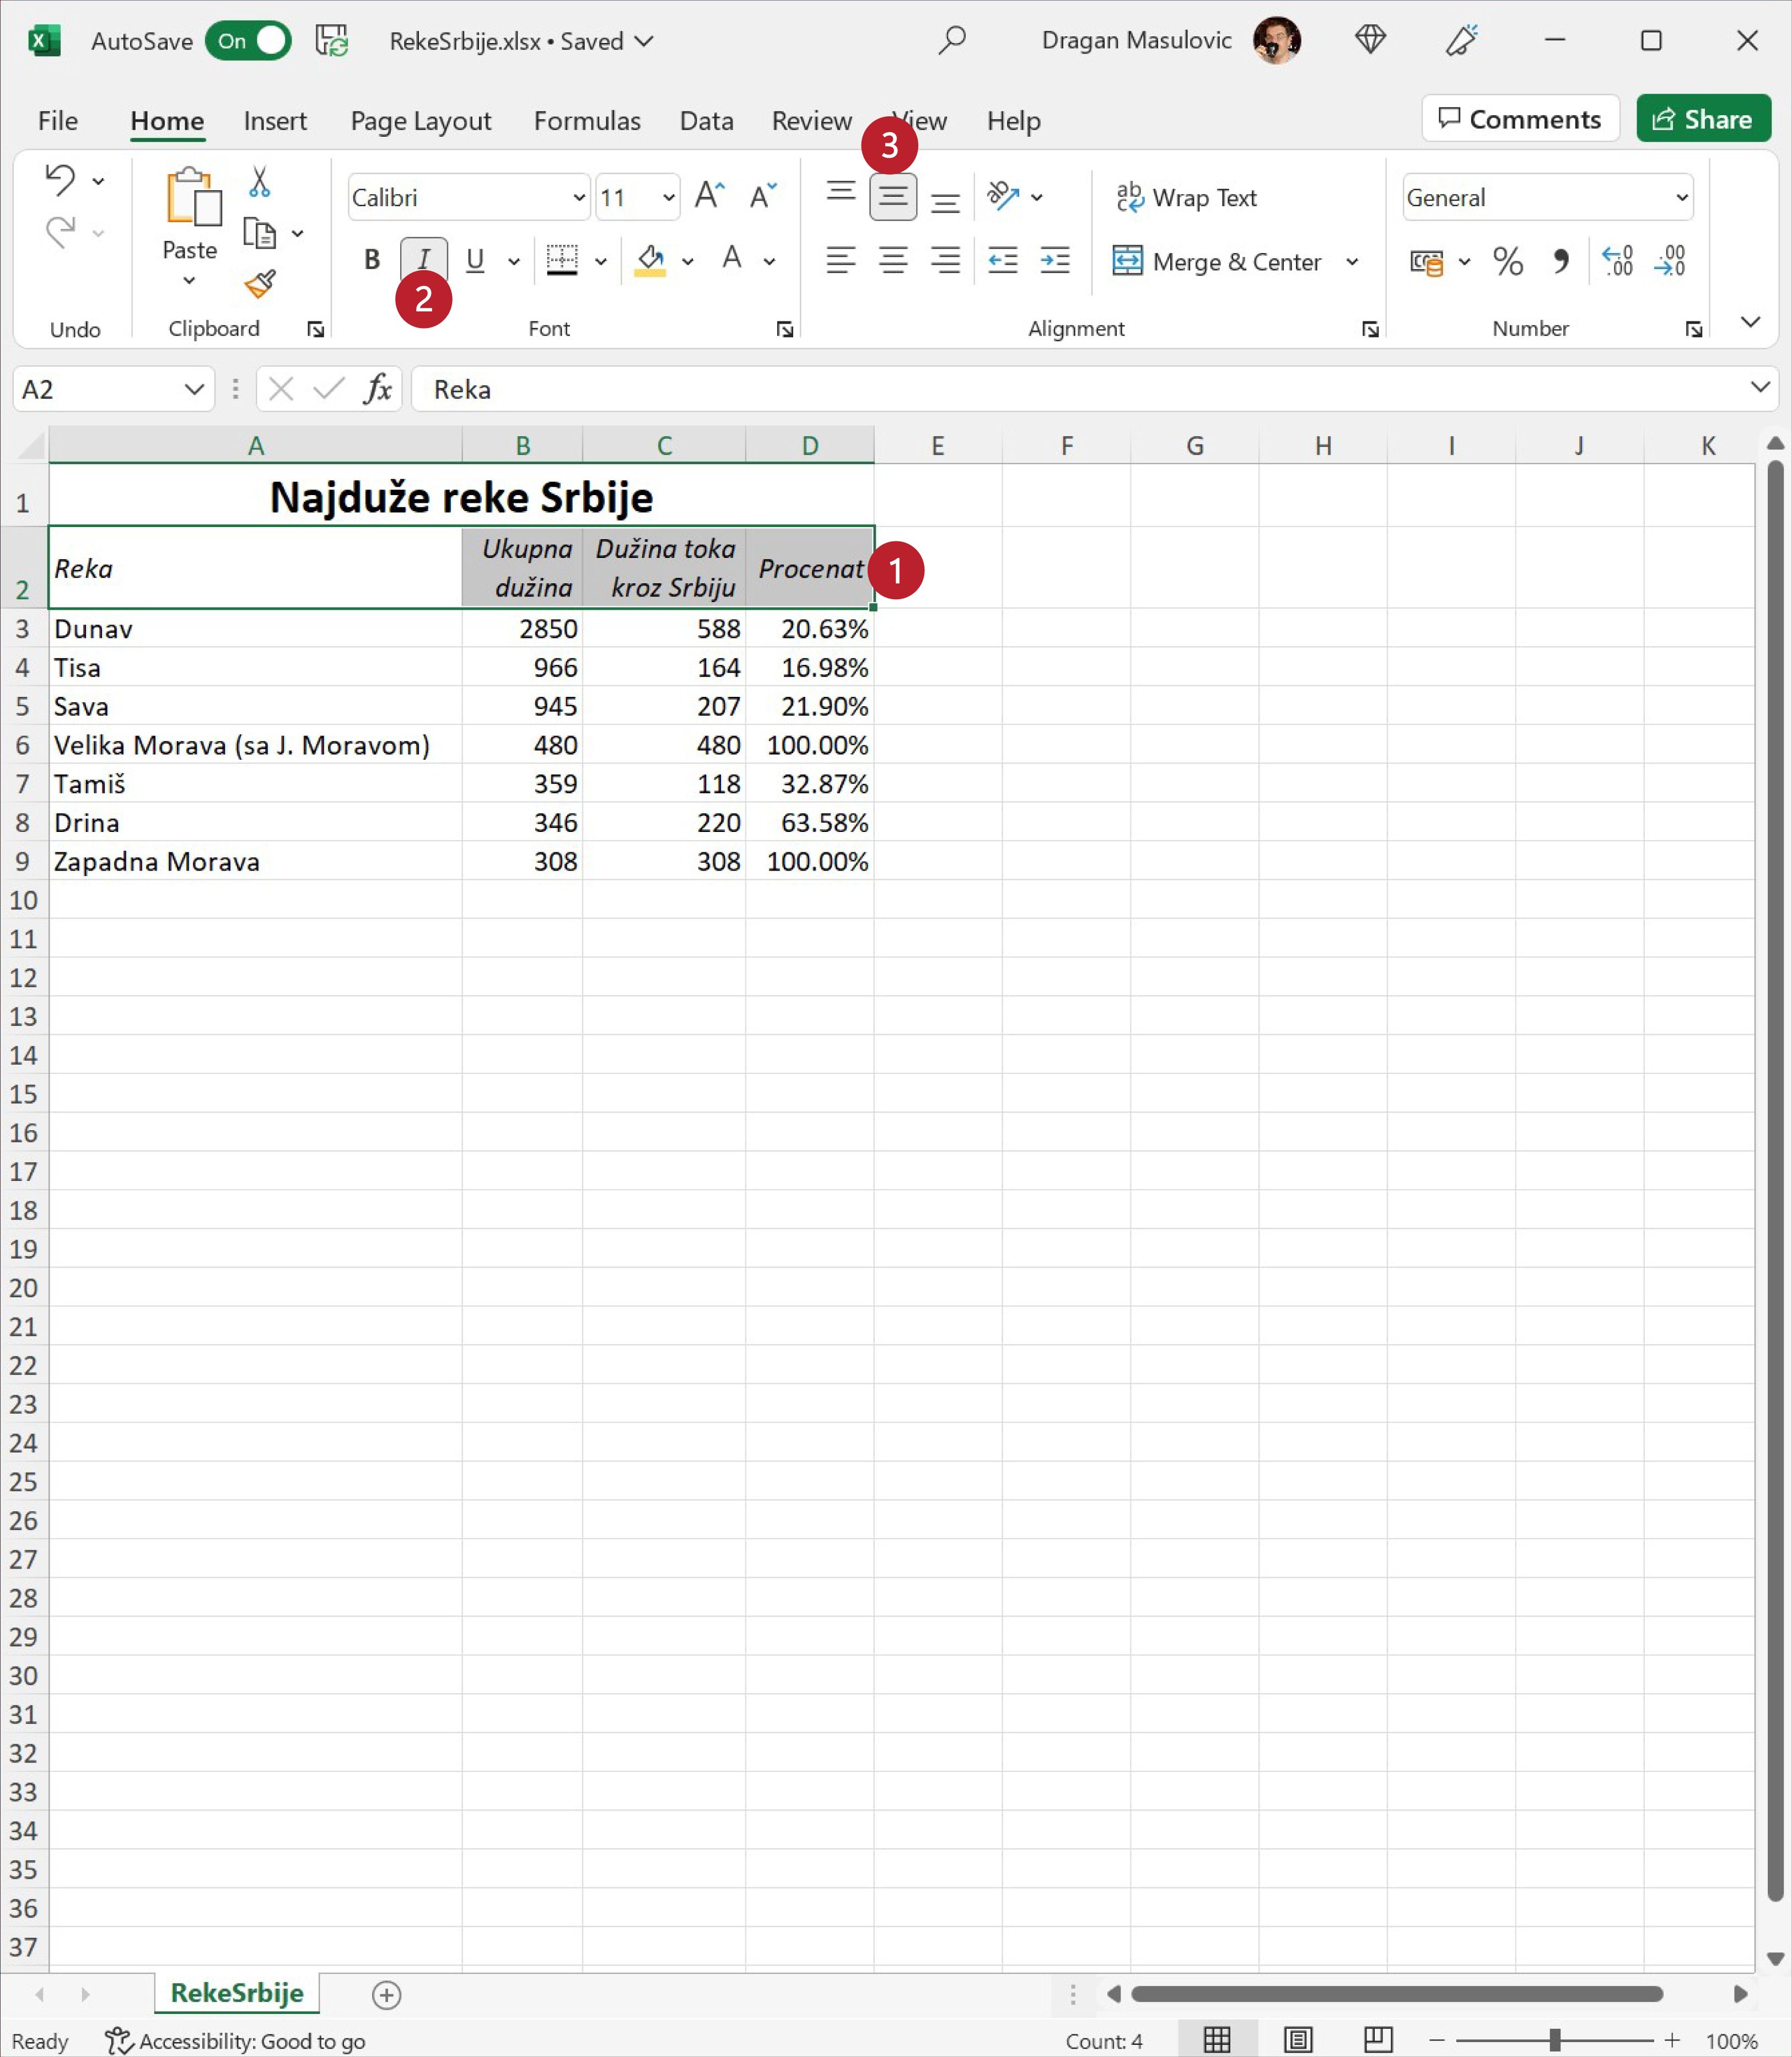 AutoSave On RekeSrbije.xlsx • Saved Dragan Masulovic
File Home Insert Page Layout Formulas Data Review View Help Comments Share
3
Calibri 11 Wrap Text General
Paste B I U A Merge & Center
2
Undo Clipboard Font Alignment Number
A2 fx Reka
A B C D E F G H I J K
1 Najduže reke Srbije
2 Reka Ukupna dužina Dužina toka kroz Srbiju Procenat 1
3 Dunav 2850 588 20.63%
4 Tisa 966 164 16.98%
5 Sava 945 207 21.90%
6 Velika Morava (sa J. Moravom) 480 480 100.00%
7 Tamiš 359 118 32.87%
8 Drina 346 220 63.58%
9 Zapadna Morava 308 308 100.00%
10
11
12
13
14
15
16
17
18
19
20
21
22
23
24
25
26
27
28
29
30
31
32
33
34
35
36
37
RekeSrbije
Ready Accessibility: Good to go Count: 4 100%